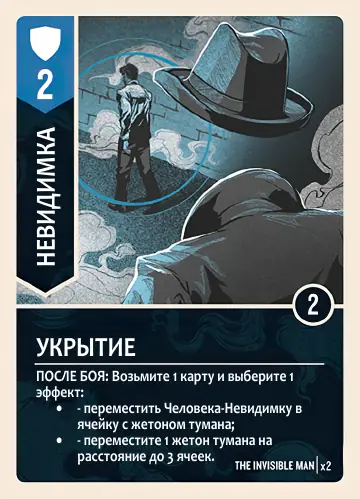 2
НЕВИДИМКА
2
УКРЫТИЕ
ПОСЛЕ БОЯ: Возьмите 1 карту и выберите 1
эффект:
• - переместить Человека-Невидимку в
ячейку с жетоном тумана;
• - переместите 1 жетон тумана на
расстояние до 3 ячеек.
THE INVISIBLE MAN | x2